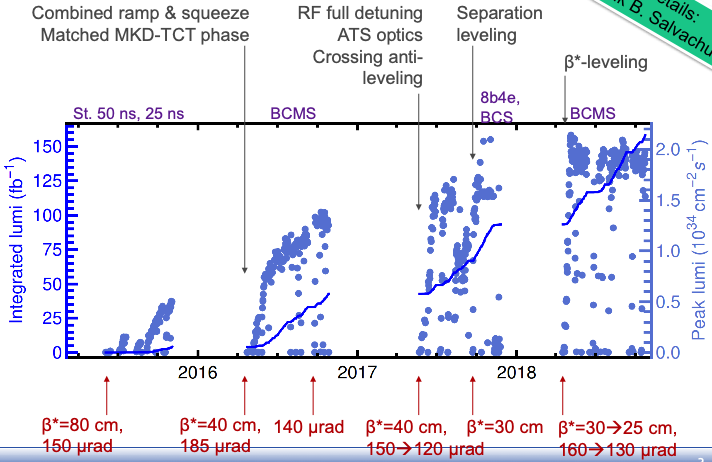 Combined ramp & squeeze
Matched MKD-TCT phase
RF full detuning
ATS optics
Crossing anti-
leveling
Separation
leveling
β*-leveling
St. 50 ns, 25 ns
BCMS
8b4e,
BCS
BCMS
Integrated lumi (fb⁻¹)
150
125
100
75
50
25
0
2.0
1.5
1.0
0.5
0.0
Peak lumi (10³⁴ cm⁻² s⁻¹)
2016
2017
2018
β*=80 cm,
150 µrad
β*=40 cm,
185 µrad
140 µrad
β*=40 cm,
150→120 µrad
β*=30 cm
β*=30→25 cm,
160→130 µrad